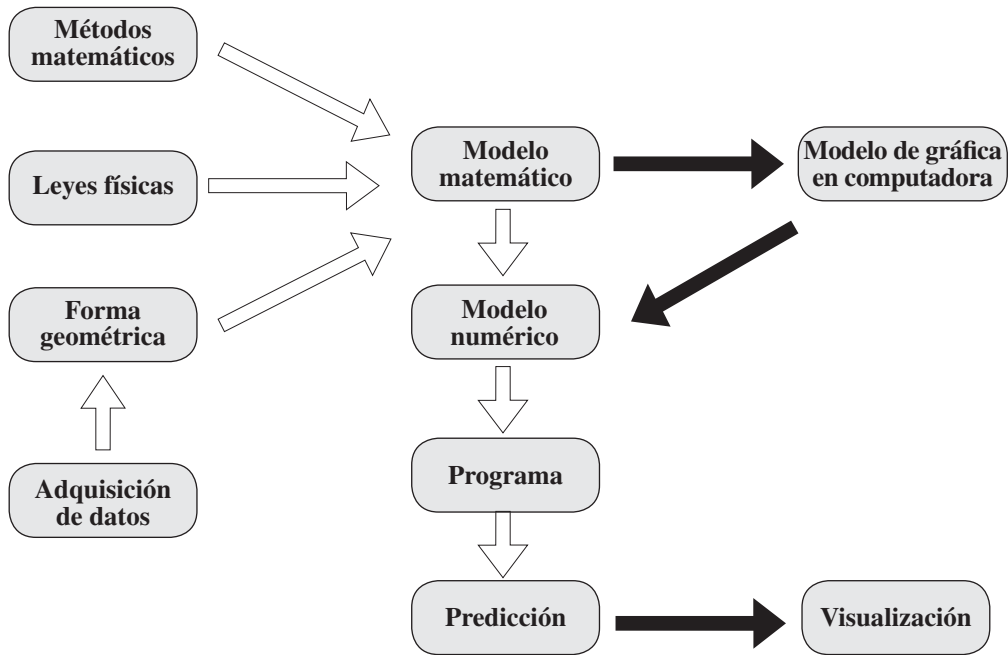 Métodos
matemáticos
Leyes físicas
Forma
geométrica
Adquisición
de datos
Modelo
matemático
Modelo
numérico
Programa
Predicción
Modelo de gráfica
en computadora
Visualización